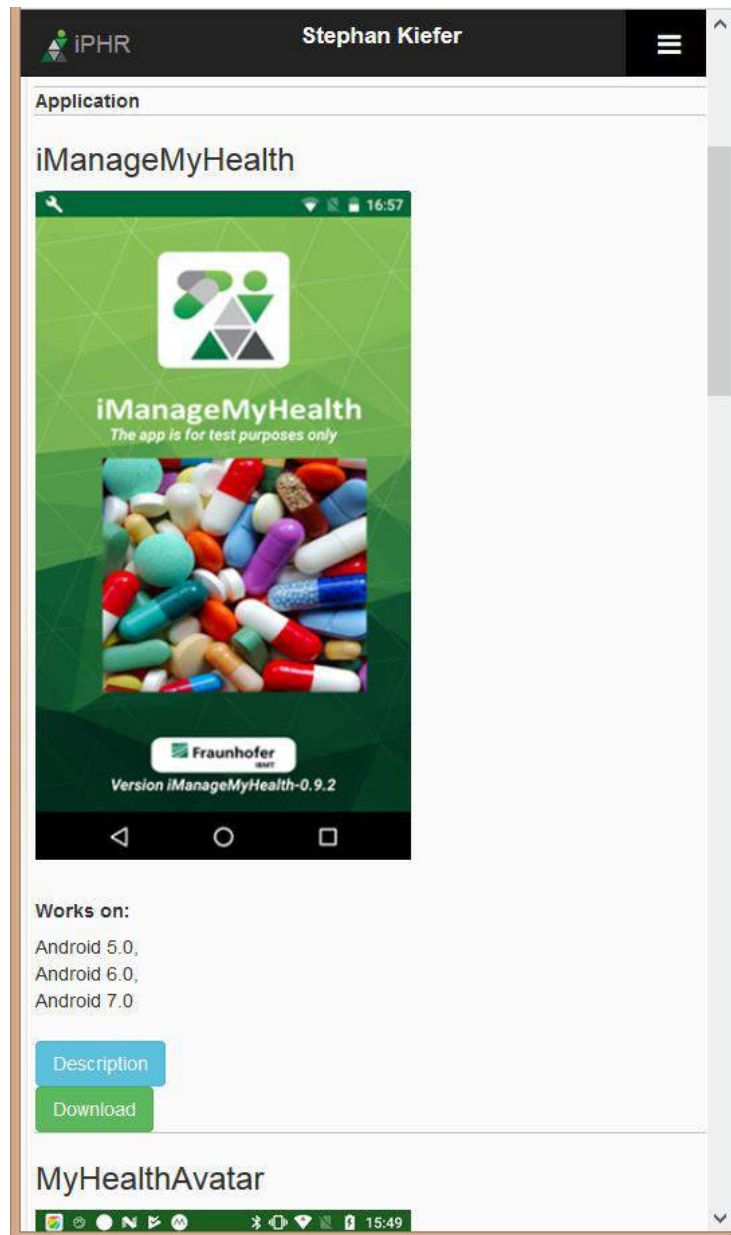 iPHR
Stephan Kiefer
Application
iManageMyHealth
16:57
iManageMyHealth
The app is for test purposes only
Fraunhofer
IBMT
Version iManageMyHealth-0.9.2
Works on:
Android 5.0,
Android 6.0,
Android 7.0
Description
Download
MyHealthAvatar
15:49